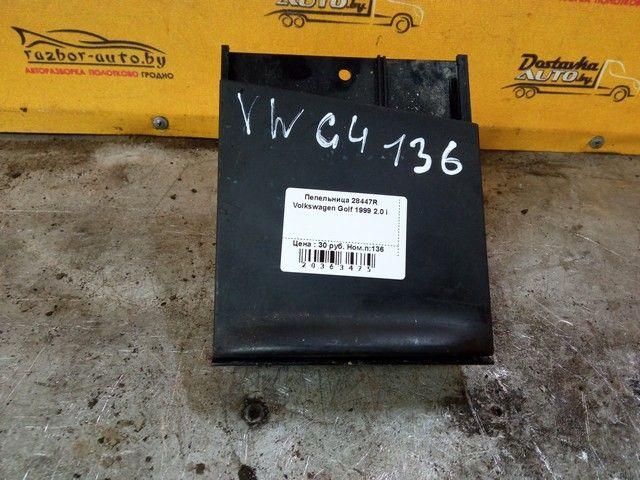 razbor-auto.by
АВТОРАЗБОРКА ПОЛОТКОВО ГРОДНО
Dostavka
AUTO.by
VW G4 136
Пепельница 28447R
Volkswagen Golf 1999 2.0 i
Цена : 30 руб. Ном.п:136
20363475